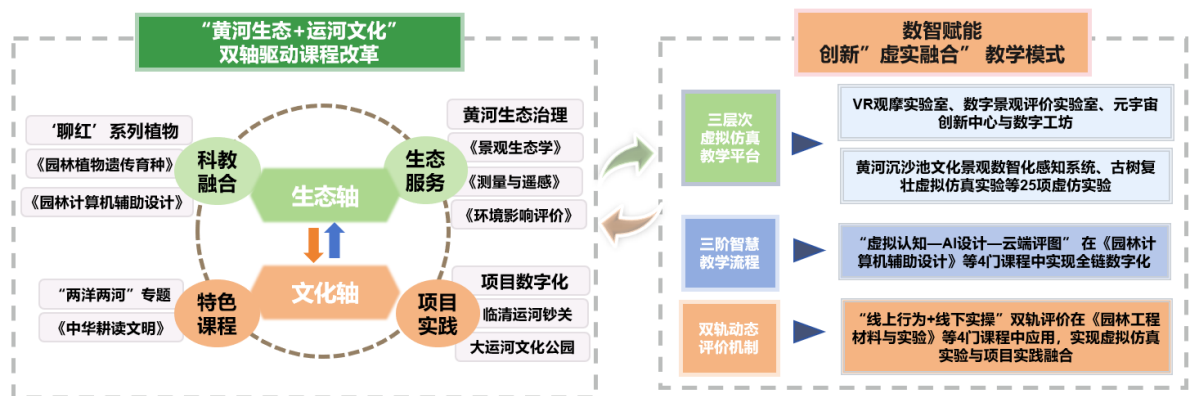 “黄河生态+运河文化”
双轴驱动课程改革
‘聊红’系列植物
《园林植物遗传育种》
《园林计算机辅助设计》
科教
融合
生态轴
生态
服务
黄河生态治理
《景观生态学》
《测量与遥感》
《环境影响评价》
“两洋两河”专题
《中华耕读文明》
特色
课程
文化轴
项目
实践
项目数字化
临清运河钞关
大运河文化公园
数智赋能
创新”虚实融合” 教学模式
三层次
虚拟仿真
教学平台
VR观摩实验室、数字景观评价实验室、元宇宙
创新中心与数字工坊
黄河沉沙池文化景观数智化感知系统、古树复
壮虚拟仿真实验等25项虚仿实验
三阶智慧
教学流程
“虚拟认知—AI设计—云端评图” 在《园林计
算机辅助设计》等4门课程中实现全链数字化
双轨动态
评价机制
“线上行为+线下实操”双轨评价在《园林工程
材料与实验》等4门课程中应用，实现虚拟仿真
实验与项目实践融合